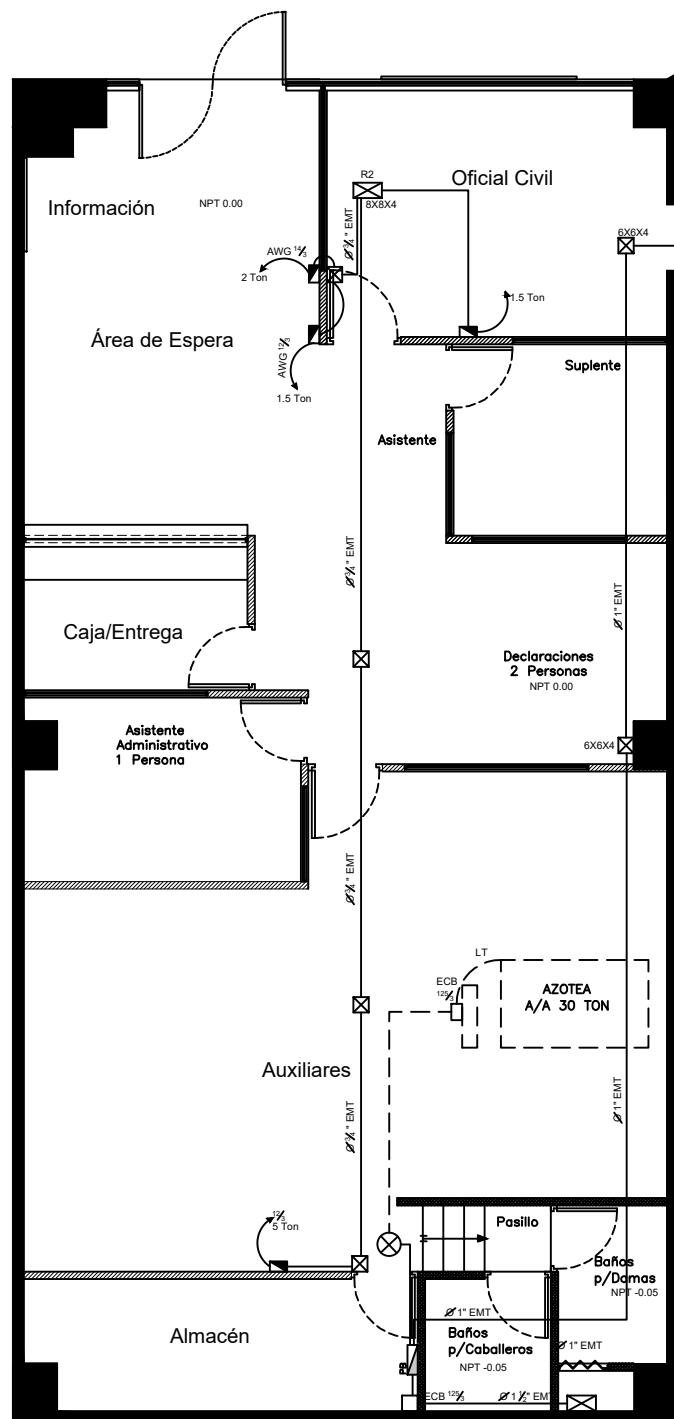 R2
Oficial Civil
8X8X4
Información
NPT 0.00
Ø ¾" EMT
6X6X4
AWG 14/3
2 Ton
1.5 Ton
Área de Espera
AWG 12/3
1.5 Ton
Suplente
Asistente
Ø ¾" EMT
Ø 1" EMT
Caja/Entrega
Declaraciones
2 Personas
NPT 0.00
Asistente
Administrativo
1 Persona
6X6X4
Ø ¾" EMT
LT
ECB
125/3
AZOTEA
A/A 30 TON
Auxiliares
Ø 1" EMT
Ø ¾" EMT
12/3
5 Ton
Pasillo
Baños
p/Damas
NPT -0.05
Ø 1" EMT
Almacén
Baños
p/Caballeros
NPT -0.05
Ø 1" EMT
PB
ECB 125/3
Ø 1 ½" EMT